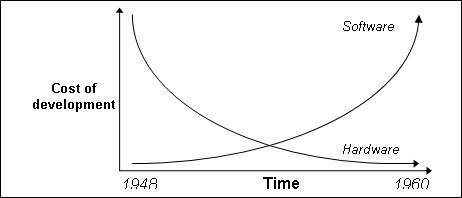 Software
Cost of
development
Hardware
1948
Time
1960